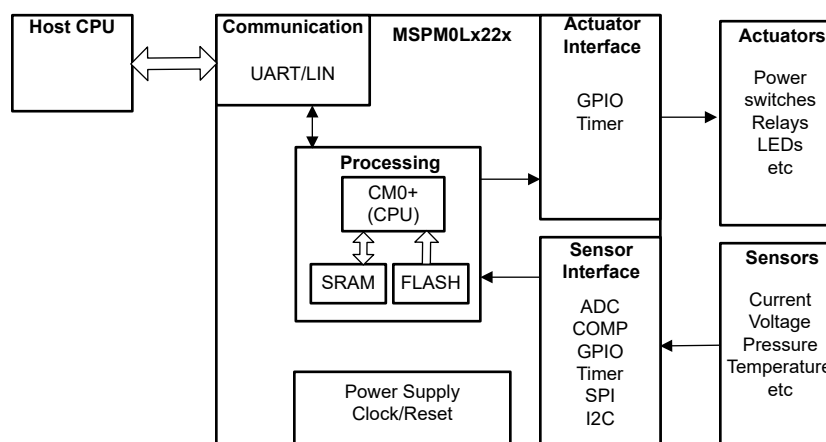 Host CPU
Communication
UART/LIN
MSPM0Lx22x
Actuator
Interface
GPIO
Timer
Actuators
Power
switches
Relays
LEDs
etc
Processing
CM0+
(CPU)
SRAM
FLASH
Sensor
Interface
ADC
COMP
GPIO
Timer
SPI
I2C
Sensors
Current
Voltage
Pressure
Temperature
etc
Power Supply
Clock/Reset